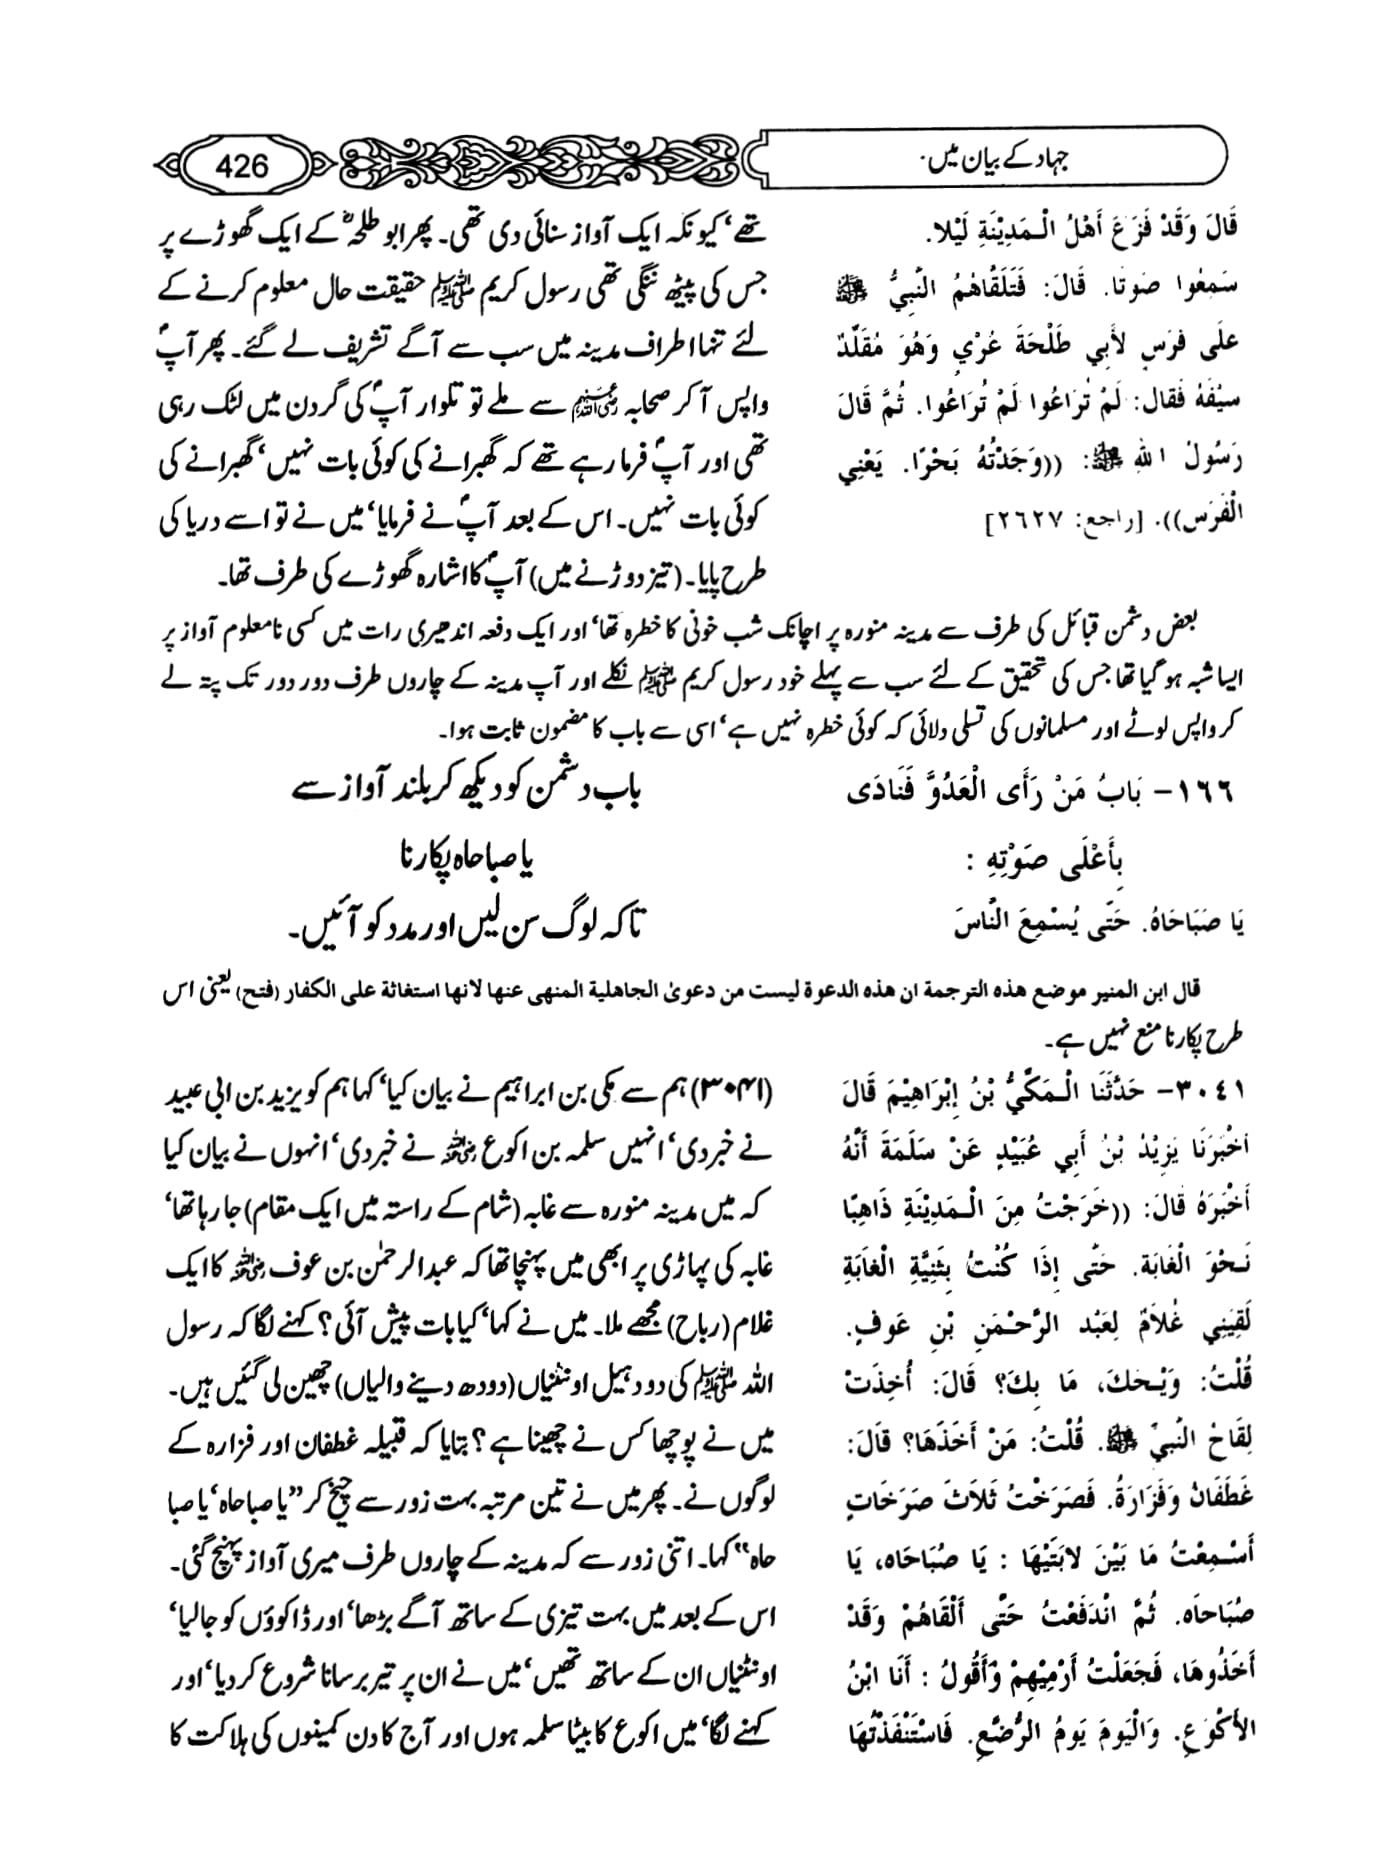 جہاد کے بیان میں۔
426
قَالَ وَقَدْ فَزِعَ أَهْلُ الْـمَدِيْنَةِ لَيْلا.
سَمِعُوا صَوتًا. قَالَ: فَتَلَقَّاهُمُ النَّبِيُّ ﷺ
عَلَى فَرَسٍ لأَبِي طَلْحَةَ عُرْيٍ وَهُوَ مُقَلِّدٌ
سَيْفَهُ فَقَالَ: لَمْ تُرَاعُوا لَمْ تُرَاعُوا. ثُمَّ قَالَ
رَسُولُ اللهِ ﷺ: ((وَجَدْتُهُ بَحْرًا. يَعْنِي
الْفَرَسَ)). [راجع: ٢٦٢٧]
تھے‘ کیونکہ ایک آواز سنائی دی تھی۔ پھر ابو طلحہؓ کے ایک گھوڑے پر
جس کی پیٹھ ننگی تھی رسول کریم ﷺ حقیقت حال معلوم کرنے کے
لئے تنہا اطراف مدینہ میں سب سے آگے تشریف لے گئے۔ پھر آپؐ
واپس آکر صحابہ رضی اللہ عنہم سے ملے تو تلوار آپؐ کی گردن میں لٹک رہی
تھی اور آپؐ فرما رہے تھے کہ گھبرانے کی کوئی بات نہیں‘ گھبرانے کی
کوئی بات نہیں۔ اس کے بعد آپؐ نے فرمایا‘ میں نے تو اسے دریا کی
طرح پایا۔ (تیز دوڑنے میں) آپؐ کا اشارہ گھوڑے کی طرف تھا۔
بعض دشمن قبائل کی طرف سے مدینہ منورہ پر اچانک شب خونی کا خطرہ تھا‘ اور ایک دفعہ اندھیری رات میں کسی نامعلوم آواز پر
ایسا شبہ ہو گیا تھا جس کی تحقیق کے لئے سب سے پہلے خود رسول کریم ﷺ نکلے اور آپ مدینہ کے چاروں طرف دور دور تک پتہ لے
کر واپس لوٹے اور مسلمانوں کی تسلی دلائی کہ کوئی خطرہ نہیں ہے‘ اسی سے باب کا مضمون ثابت ہوا۔
١٦٦- بَابُ مَنْ رَأَى الْعَدُوَّ فَنَادَى
بِأَعْلَى صَوْتِهِ :
يَا صَبَاحَاهُ. حَتَّى يُسْمِعَ النَّاسَ
باب دشمن کو دیکھ کر بلند آواز سے
یا صباحاہ پکارنا
تاکہ لوگ سن لیں اور مدد کو آئیں۔
قال ابن المنیر موضع هذه الترجمة ان هذه الدعوة ليست من دعوىٰ الجاهلية المنهى عنها لانها استغاثة على الكفار (فتح) یعنی اس
طرح پکارنا منع نہیں ہے۔
٣٠٤١- حَدَّثَنَا الْـمَكِّيُّ بْنُ إِبْرَاهِيْمَ قَالَ
أَخْبَرَنَا يَزِيْدُ بْنُ أَبِي عُبَيْدٍ عَنْ سَلَمَةَ أَنَّهُ
أَخْبَرَهُ قَالَ: ((خَرَجْتُ مِنَ الْـمَدِيْنَةِ ذَاهِبًا
نَـحْوَ الْغَابَةِ. حَتَّى إِذَا كُنْتُ بِثَنِيَّةِ الْغَابَةِ
لَقِيَنِي غُلاَمٌ لِعَبْدِ الرَّحْـمَنِ بْنِ عَوفٍ.
قُلْتُ: وَيْـحَكَ، مَا بِكَ؟ قَالَ: أُخِذَتْ
لِقَاحُ النَّبِيِّ ﷺ. قُلْتُ: مَنْ أَخَذَهَا؟ قَالَ:
غَطَفَانُ وَفَزَارَةُ. فَصَرَخْتُ ثَلاَثَ صَرَخَاتٍ
أَسْـمِعْتُ مَا بَيْنَ لابَتَيْهَا : يَا صَبَاحَاه، يَا
صَبَاحَاه. ثُمَّ انْدَفَعْتُ حَتَّى أَلْقَاهُمْ وَقَدْ
أَخَذُوهَا، فَجَعَلْتُ أَرْمِيْهِمْ وَأَقُولُ : أَنَا ابْنُ
الأَكْوَعِ. وَالْيَومَ يَومُ الرُّضَّعِ. فَاسْتَنْفَذْتُهَا
(۳۰۴۱) ہم سے مکی بن ابراہیم نے بیان کیا‘ کہا ہم کو یزید بن ابی عبید
نے خبر دی‘ انہیں سلمہ بن اکوع رضی اللہ عنہ نے خبر دی‘ انہوں نے بیان کیا
کہ میں مدینہ منورہ سے غابہ (شام کے راستہ میں ایک مقام) جا رہا تھا‘
غابہ کی پہاڑی پر ابھی میں پہنچا تھا کہ عبدالرحمٰن بن عوف رضی اللہ عنہ کا ایک
غلام (رباح) مجھے ملا۔ میں نے کہا‘ کیا بات پیش آئی؟ کہنے لگا کہ رسول
اللہ ﷺ کی دودھیل اونٹنیاں (دودھ دینے والیاں) چھین لی گئیں ہیں۔
میں نے پوچھا کس نے چھینا ہے؟ بتایا کہ قبیلہ غطفان اور فزارہ کے
لوگوں نے۔ پھر میں نے تین مرتبہ بہت زور سے چیخ کر ”یا صباحاہ‘ یا صبا
حاہ“ کہا۔ اتنی زور سے کہ مدینہ کے چاروں طرف میری آواز پہنچ گئی۔
اس کے بعد میں بہت تیزی کے ساتھ آگے بڑھا‘ اور ڈاکوؤں کو جا لیا‘
اونٹنیاں ان کے ساتھ تھیں‘ میں نے ان پر تیر برسانا شروع کر دیا‘ اور
کہنے لگا‘ میں اکوع کا بیٹا سلمہ ہوں اور آج کا دن کمینوں کی ہلاکت کا